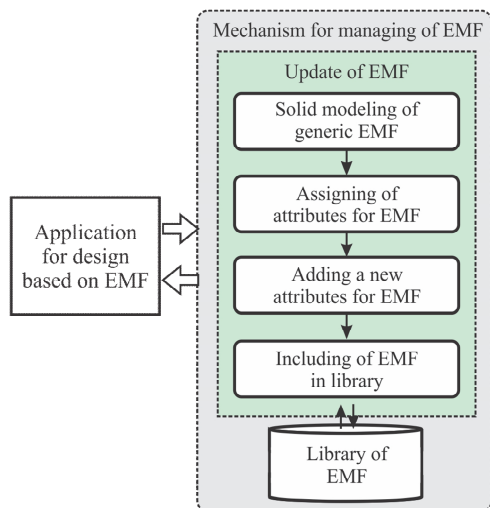 Mechanism for managing of EMF
Update of EMF
Solid modeling of
generic EMF
Assigning of
attributes for EMF
Adding a new
attributes for EMF
Including of EMF
in library
Library of
EMF
Application
for design
based on EMF